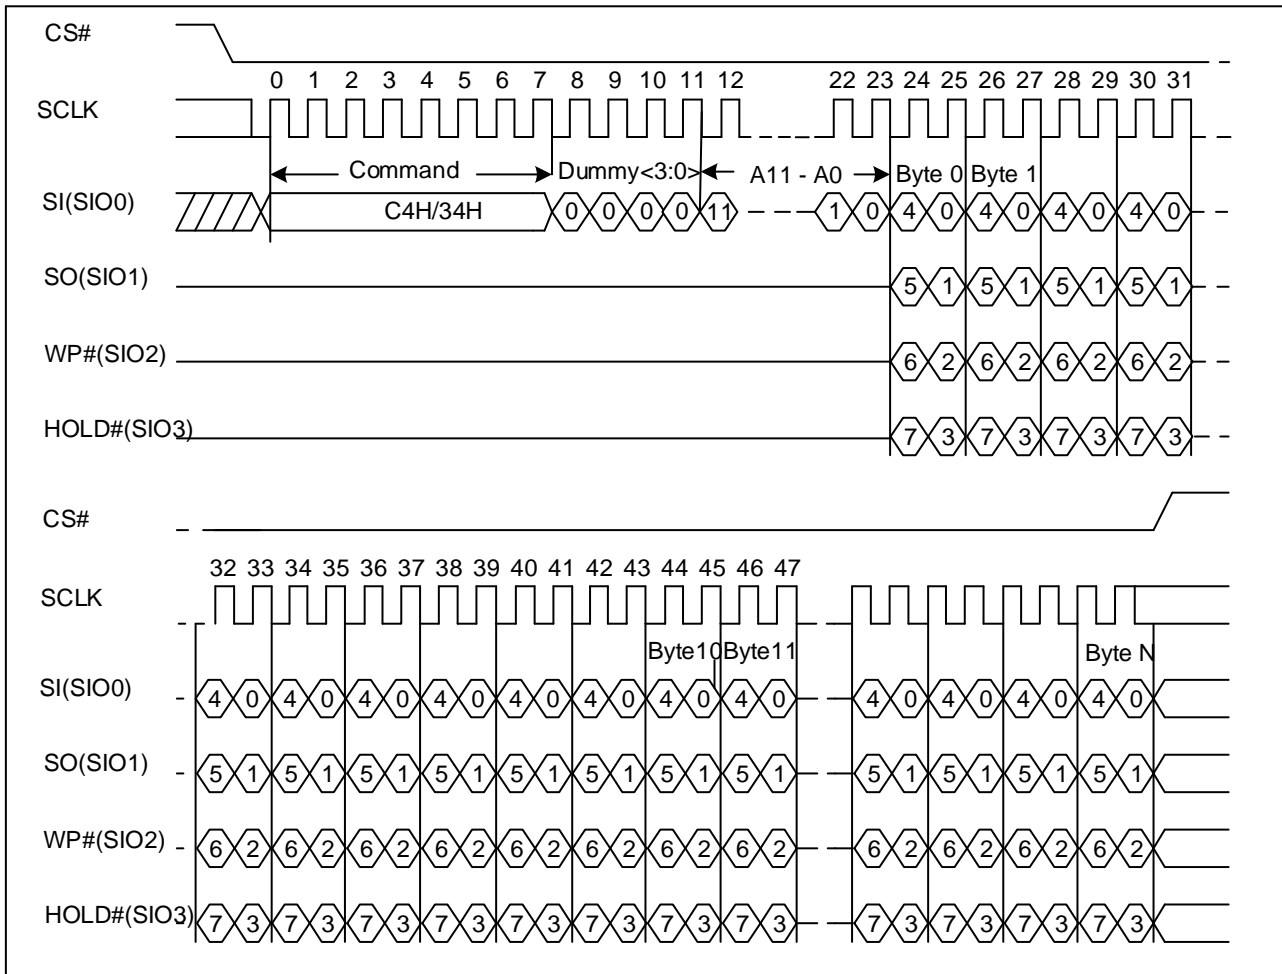 CS#
0 1 2 3 4 5 6 7 8 9 10 11 12 22 23 24 25 26 27 28 29 30 31
SCLK
Command Dummy<3:0> A11 - A0 Byte 0 Byte 1
SI(SIO0) C4H/34H 0 0 0 0 11 1 0 4 0 4 0 4 0 4 0
SO(SIO1) 5 1 5 1 5 1 5 1
WP#(SIO2) 6 2 6 2 6 2 6 2
HOLD#(SIO3) 7 3 7 3 7 3 7 3
CS#
32 33 34 35 36 37 38 39 40 41 42 43 44 45 46 47
SCLK
Byte10 Byte11 Byte N
SI(SIO0) 4 0 4 0 4 0 4 0 4 0 4 0 4 0 4 0 4 0 4 0 4 0 4 0
SO(SIO1) 5 1 5 1 5 1 5 1 5 1 5 1 5 1 5 1 5 1 5 1 5 1 5 1
WP#(SIO2) 6 2 6 2 6 2 6 2 6 2 6 2 6 2 6 2 6 2 6 2 6 2 6 2
HOLD#(SIO3) 7 3 7 3 7 3 7 3 7 3 7 3 7 3 7 3 7 3 7 3 7 3 7 3